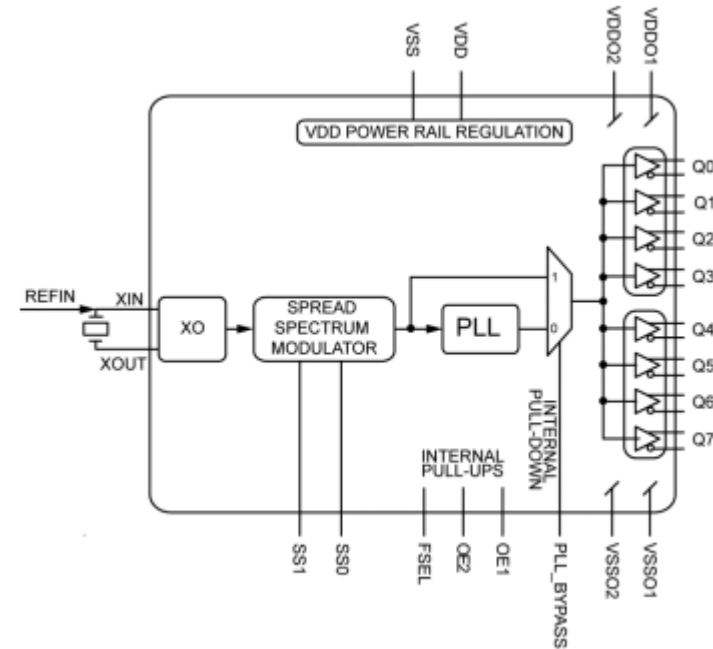 VSS
VDD
VDDO2
VDDO1
VDD POWER RAIL REGULATION
Q0
Q1
Q2
Q3
REFIN
XIN
XO
SPREAD
SPECTRUM
MODULATOR
1
PLL
0
XOUT
Q4
Q5
Q6
Q7
INTERNAL
PULL-UPS
INTERNAL
PULL-DOWN
SS1
SS0
FSEL
OE2
OE1
PLL_BYPASS
VSSO2
VSSO1